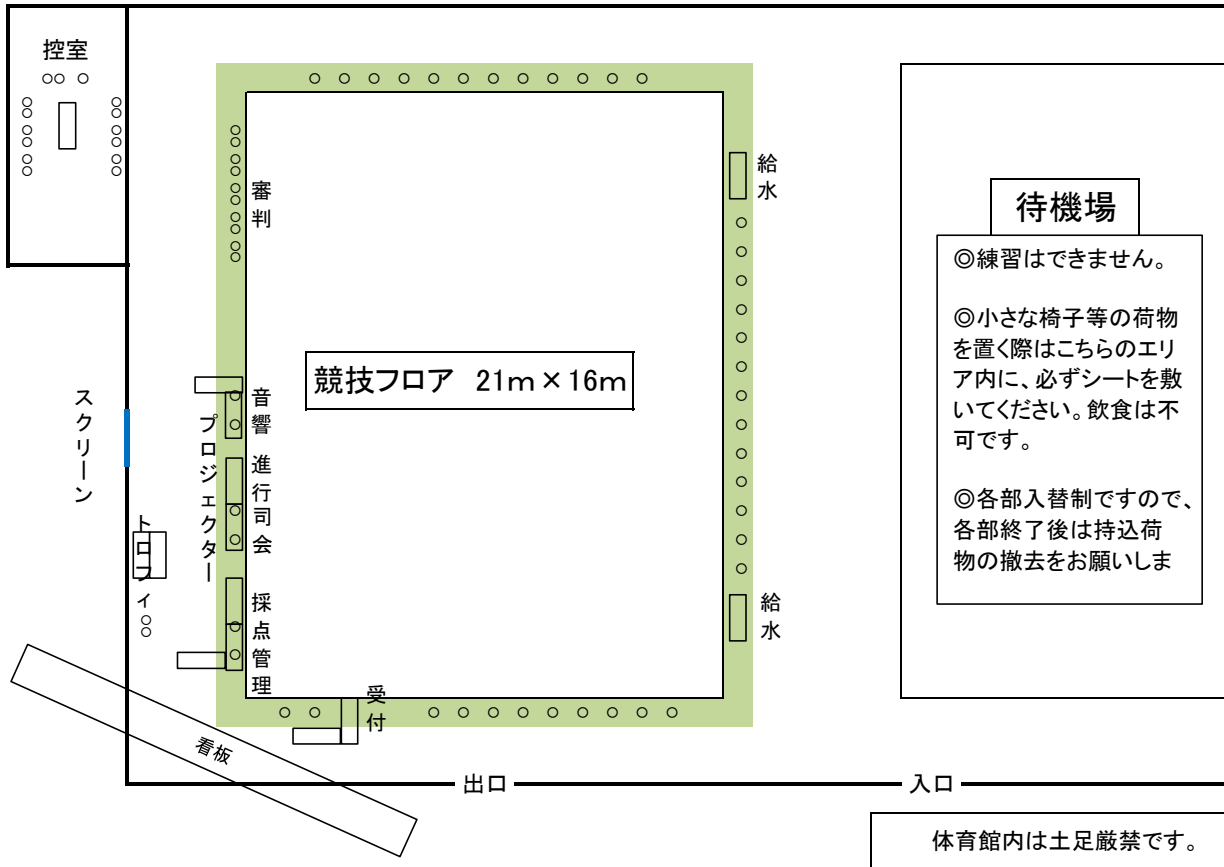 控室
審判
給水
待機場
◎練習はできません。
◎小さな椅子等の荷物
を置く際はこちらのエリ
ア内に、必ずシートを敷
いてください。飲食は不
可です。
◎各部入替制ですので、
各部終了後は持込荷
物の撤去をお願いしま
競技フロア 21m×16m
スクリーン
プロジェクター
音響
進行司会
トロフィー
採点管理
給水
受付
看板
出口
入口
体育館内は土足厳禁です。